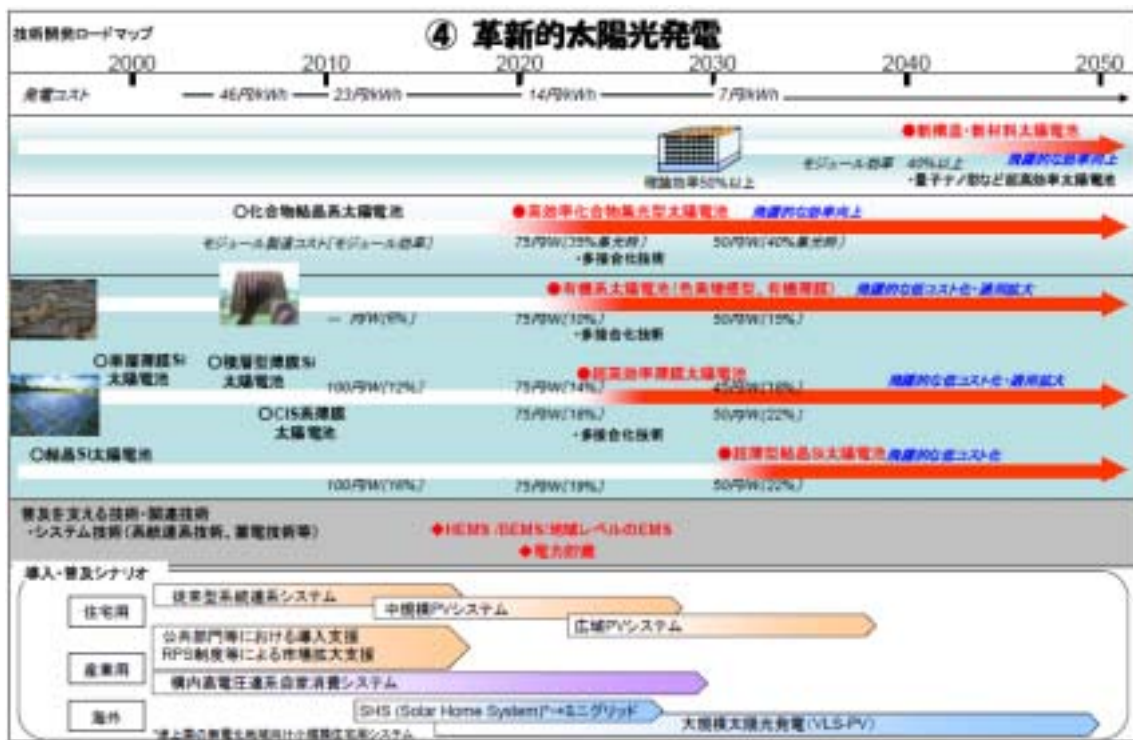 技術開発ロードマップ
④ 革新的太陽光発電
2000 2010 2020 2030 2040 2050
発電コスト 46円/kWh 23円/kWh 14円/kWh 7円/kWh
●新構造・新材料太陽電池
理論効率50%以上
モジュール効率 40%以上 飛躍的な効率向上
・量子ナノ型など超高効率太陽電池
○化合物結晶系太陽電池 ●高効率化合物集光型太陽電池 飛躍的な効率向上
モジュール製造コスト(モジュール効率) 75円/W(35%集光時) 50円/W(40%集光時)
・多接合化技術
●有機系太陽電池(色素増感型、有機薄膜) 飛躍的な低コスト化・適用拡大
― 円/W(6%) 75円/W(10%) 50円/W(15%)
・多接合化技術
○単層薄膜Si
太陽電池
○積層型薄膜Si
太陽電池
●超高効率薄膜太陽電池 飛躍的な低コスト化・適用拡大
100円/W(12%) 75円/W(14%) 45円/W(18%)
○CIS系薄膜
太陽電池
75円/W(18%) 50円/W(22%)
・多接合化技術
○結晶Si太陽電池 ●超薄型結晶Si太陽電池 飛躍的な低コスト化
100円/W(16%) 75円/W(19%) 50円/W(22%)
普及を支える技術・関連技術
・システム技術(系統連系技術、蓄電技術等)
◆HEMS/BEMS/地域レベルのEMS
◆電力貯蔵
導入・普及シナリオ
住宅用
従来型系統連系システム
中規模PVシステム
広域PVシステム
公共部門等における導入支援
RPS制度等による市場拡大支援
産業用
構内高電圧連系自家消費システム
海外
SHS (Solar Home System)*→ミニグリッド
大規模太陽光発電(VLS-PV)
*途上国の無電化地域向け小規模住宅用システム